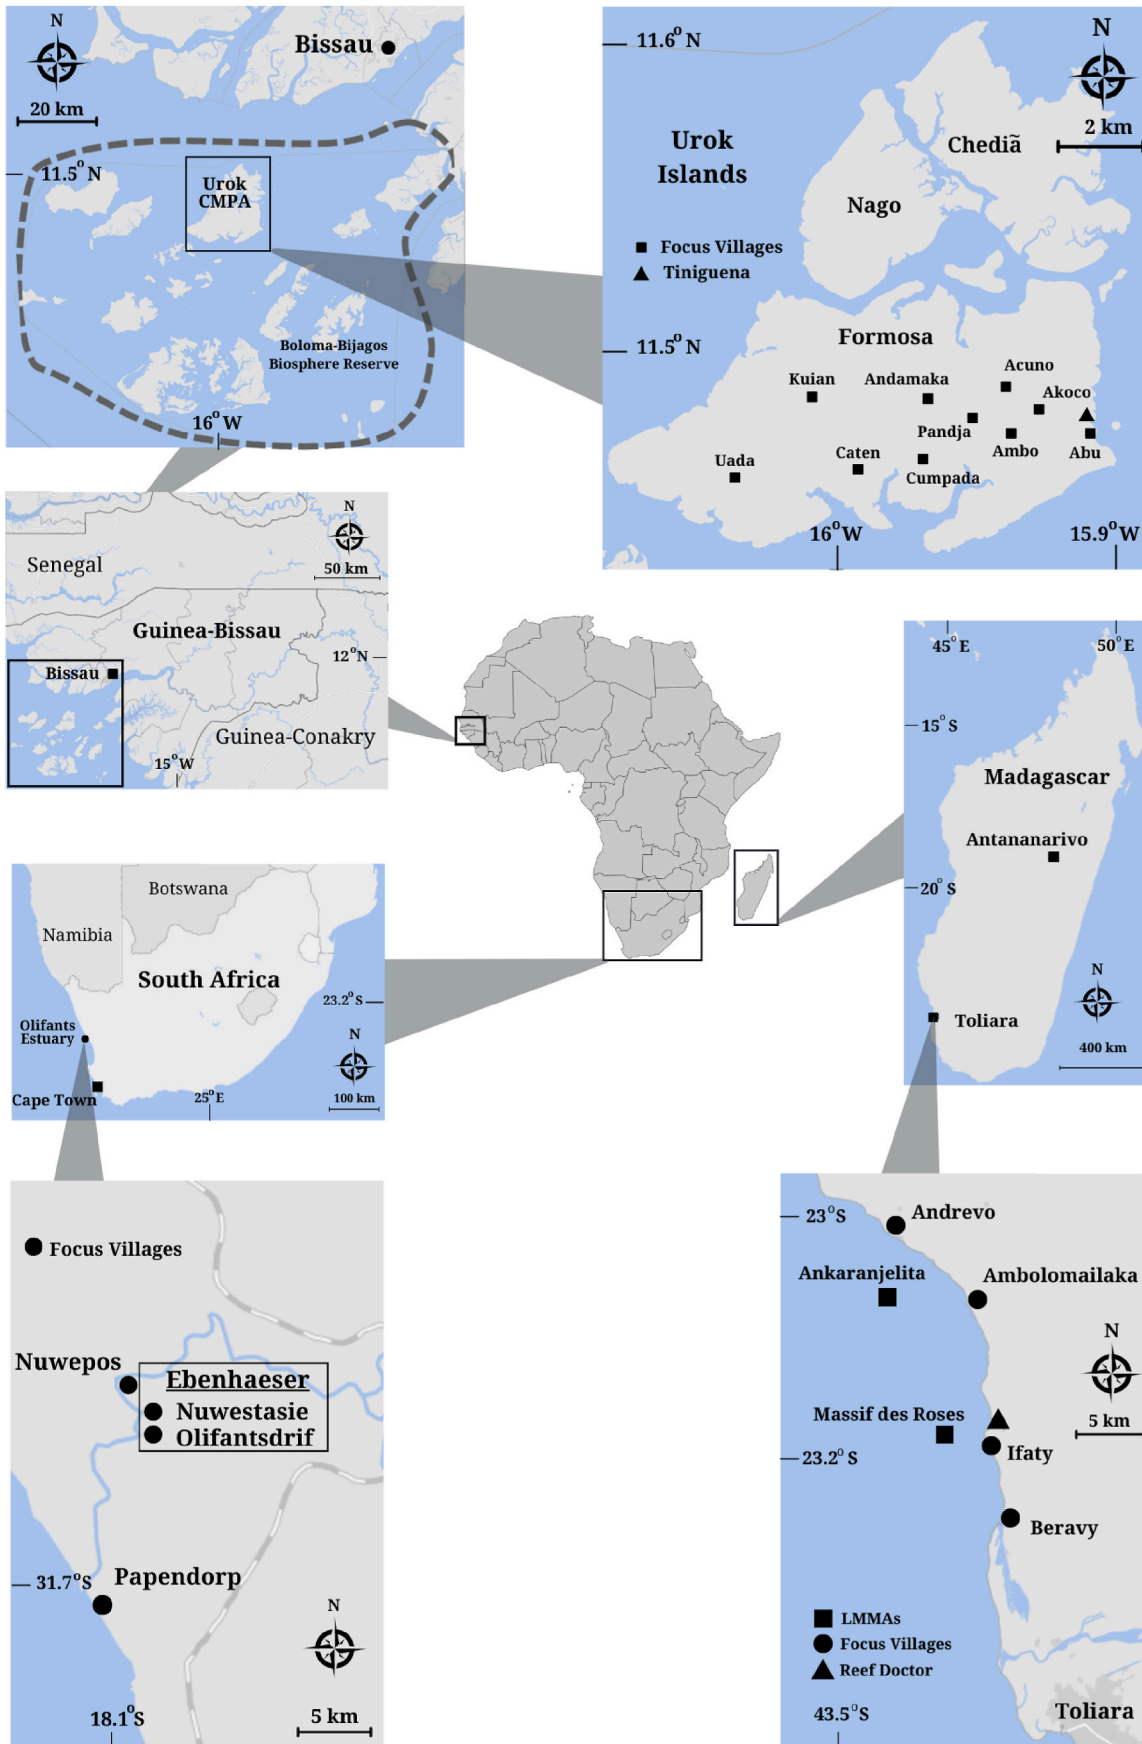 N
Bissau
20 km
11.5°N
Urok
CMPA
Boloma-Bijagos
Biosphere Reserve
16°W
11.6°N
N
2 km
Urok
Islands
Chediã
Nago
Focus Villages
Tiniguena
Formosa
11.5°N
Acuno
Kuian
Andamaka
Akoco
Pandja
Ambo
Abu
Uada
Caten
Cumpada
16°W
15.9°W
N
Senegal
50 km
Guinea-Bissau
12°N
Bissau
Guinea-Conakry
15°W
45°E
50°E
15°S
Madagascar
Antananarivo
20°S
N
Toliara
400 km
Botswana
Namibia
South Africa
23.2°S
Olifants
Estuary
N
Cape Town
25°E
100 km
Focus Villages
Nuwepos
Ebenhaeser
Nuwestasie
Olifantsdrif
31.7°S
Papendorp
N
18.1°S
5 km
23°S
Andrevo
Ankaranjelita
Ambolomailaka
N
Massif des Roses
5 km
23.2°S
Ifaty
Beravy
LMMAs
Focus Villages
Reef Doctor
43.5°S
Toliara